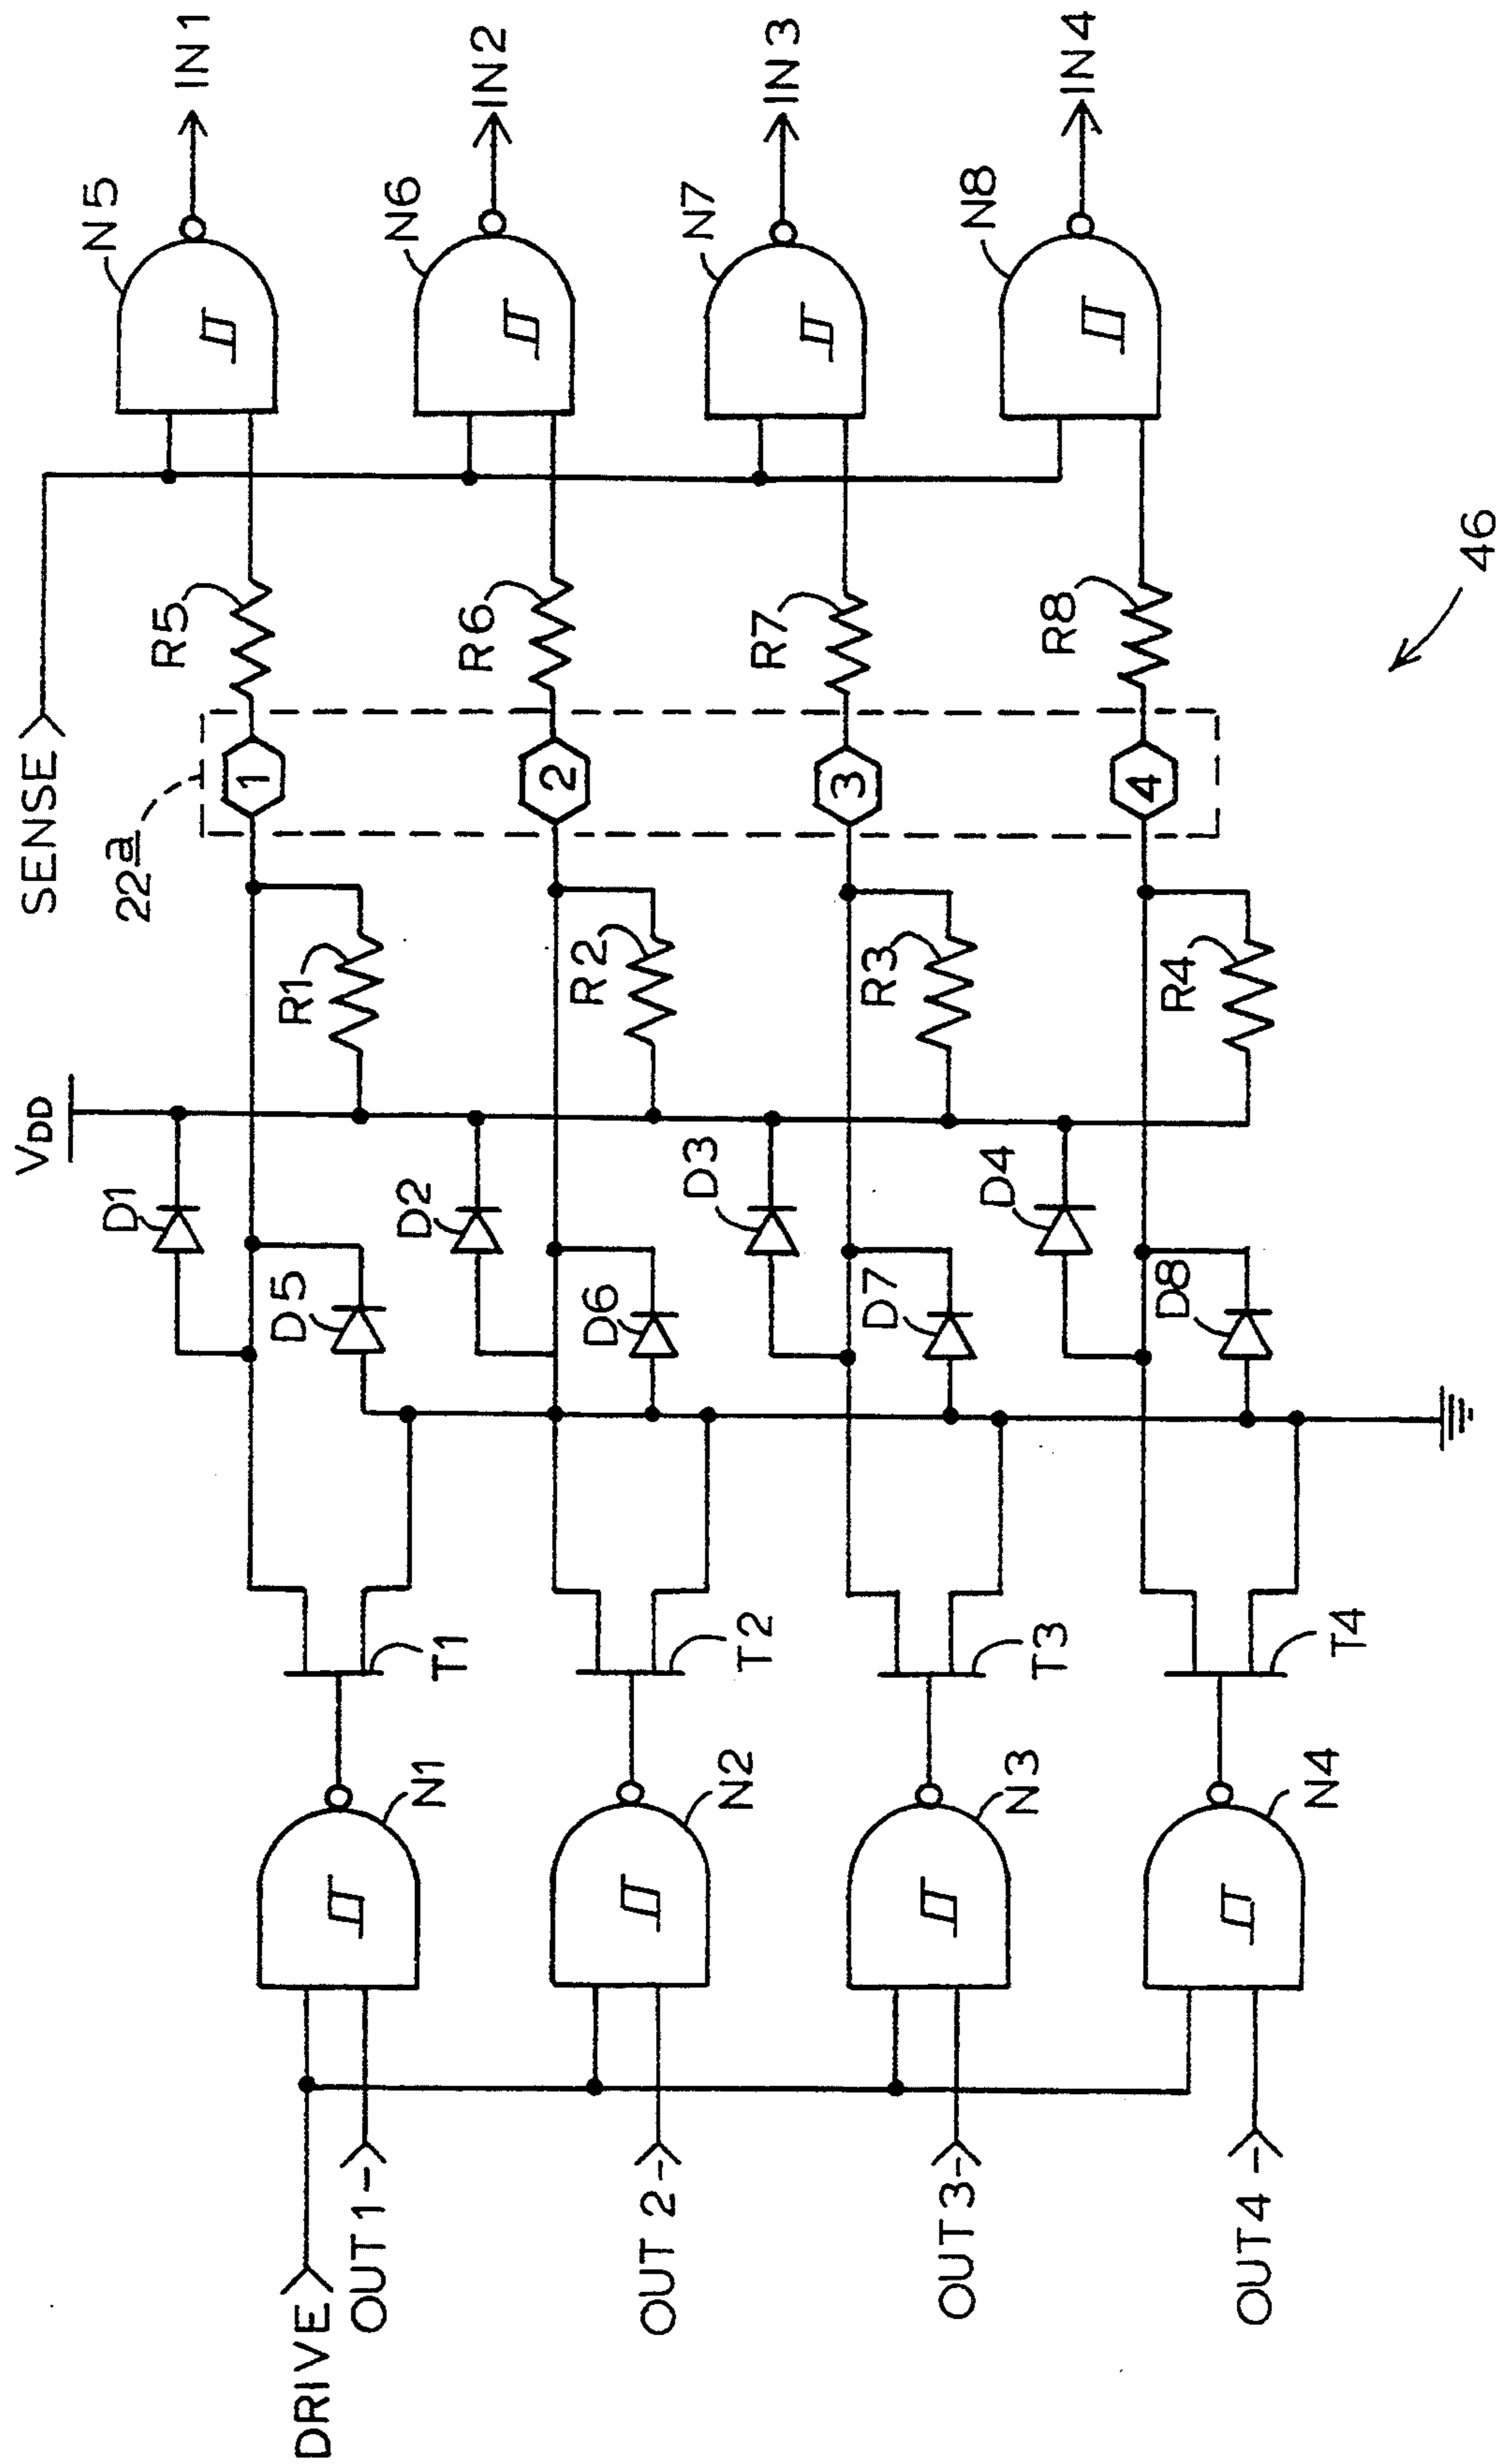 SENSE
VDD
22a
N5
IN1
R5
1
D1
R1
D5
T1
N1
DRIVE
OUT1
N6
IN2
R6
2
D2
R2
D6
T2
N2
OUT2
N7
IN3
R7
3
D3
R3
D7
T3
N3
OUT3
N8
IN4
R8
4
D4
R4
D8
T4
N4
OUT4
46